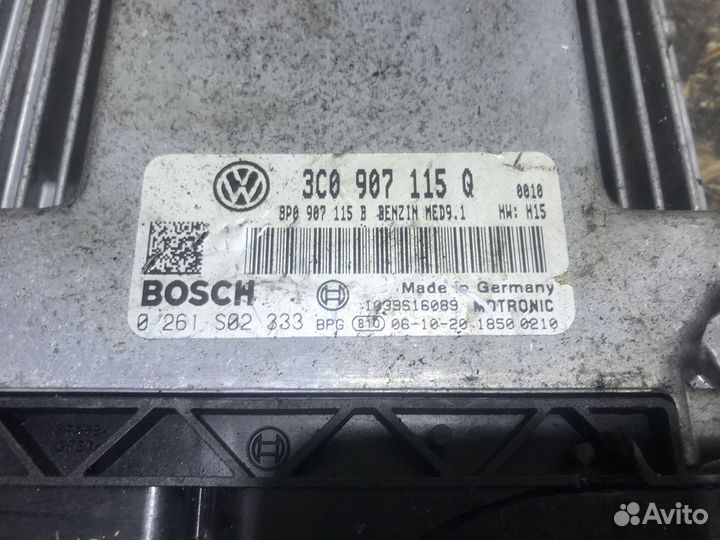 3C0 907 115 Q 0010
8P0 907 115 B BENZIN MED9.1 HW: H15
BOSCH Made in Germany
1039S16089 MOTRONIC
0 261 S02 333 BPG 810 06-10-20 1850 0210
Avito